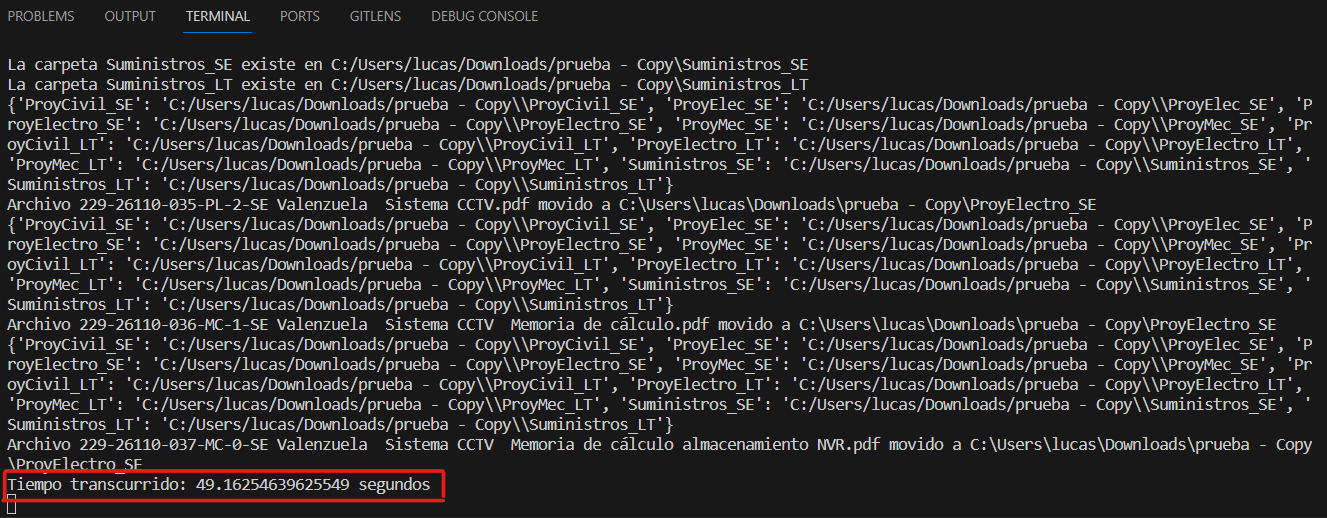 PROBLEMS OUTPUT TERMINAL PORTS GITLENS DEBUG CONSOLE
La carpeta Suministros_SE existe en C:/Users/lucas/Downloads/prueba - Copy\Suministros_SE
La carpeta Suministros_LT existe en C:/Users/lucas/Downloads/prueba - Copy\Suministros_LT
{'ProyCivil_SE': 'C:/Users/lucas/Downloads/prueba - Copy\\ProyCivil_SE', 'ProyElec_SE': 'C:/Users/lucas/Downloads/prueba - Copy\\ProyElec_SE', 'P
royElectro_SE': 'C:/Users/lucas/Downloads/prueba - Copy\\ProyElectro_SE', 'ProyMec_SE': 'C:/Users/lucas/Downloads/prueba - Copy\\ProyMec_SE', 'Pr
oyCivil_LT': 'C:/Users/lucas/Downloads/prueba - Copy\\ProyCivil_LT', 'ProyElectro_LT': 'C:/Users/lucas/Downloads/prueba - Copy\\ProyElectro_LT',
'ProyMec_LT': 'C:/Users/lucas/Downloads/prueba - Copy\\ProyMec_LT', 'Suministros_SE': 'C:/Users/lucas/Downloads/prueba - Copy\\Suministros_SE', '
Suministros_LT': 'C:/Users/lucas/Downloads/prueba - Copy\\Suministros_LT'}
Archivo 229-26110-035-PL-2-SE Valenzuela  Sistema CCTV.pdf movido a C:\Users\lucas\Downloads\prueba - Copy\ProyElectro_SE
{'ProyCivil_SE': 'C:/Users/lucas/Downloads/prueba - Copy\\ProyCivil_SE', 'ProyElec_SE': 'C:/Users/lucas/Downloads/prueba - Copy\\ProyElec_SE', 'P
royElectro_SE': 'C:/Users/lucas/Downloads/prueba - Copy\\ProyElectro_SE', 'ProyMec_SE': 'C:/Users/lucas/Downloads/prueba - Copy\\ProyMec_SE', 'Pr
oyCivil_LT': 'C:/Users/lucas/Downloads/prueba - Copy\\ProyCivil_LT', 'ProyElectro_LT': 'C:/Users/lucas/Downloads/prueba - Copy\\ProyElectro_LT',
'ProyMec_LT': 'C:/Users/lucas/Downloads/prueba - Copy\\ProyMec_LT', 'Suministros_SE': 'C:/Users/lucas/Downloads/prueba - Copy\\Suministros_SE', '
Suministros_LT': 'C:/Users/lucas/Downloads/prueba - Copy\\Suministros_LT'}
Archivo 229-26110-036-MC-1-SE Valenzuela  Sistema CCTV  Memoria de cálculo.pdf movido a C:\Users\lucas\Downloads\prueba - Copy\ProyElectro_SE
{'ProyCivil_SE': 'C:/Users/lucas/Downloads/prueba - Copy\\ProyCivil_SE', 'ProyElec_SE': 'C:/Users/lucas/Downloads/prueba - Copy\\ProyElec_SE', 'P
royElectro_SE': 'C:/Users/lucas/Downloads/prueba - Copy\\ProyElectro_SE', 'ProyMec_SE': 'C:/Users/lucas/Downloads/prueba - Copy\\ProyMec_SE', 'Pr
oyCivil_LT': 'C:/Users/lucas/Downloads/prueba - Copy\\ProyCivil_LT', 'ProyElectro_LT': 'C:/Users/lucas/Downloads/prueba - Copy\\ProyElectro_LT',
'ProyMec_LT': 'C:/Users/lucas/Downloads/prueba - Copy\\ProyMec_LT', 'Suministros_SE': 'C:/Users/lucas/Downloads/prueba - Copy\\Suministros_SE', '
Suministros_LT': 'C:/Users/lucas/Downloads/prueba - Copy\\Suministros_LT'}
Archivo 229-26110-037-MC-0-SE Valenzuela  Sistema CCTV  Memoria de cálculo almacenamiento NVR.pdf movido a C:\Users\lucas\Downloads\prueba - Copy
\ProyElectro_SE
Tiempo transcurrido: 49.16254639625549 segundos